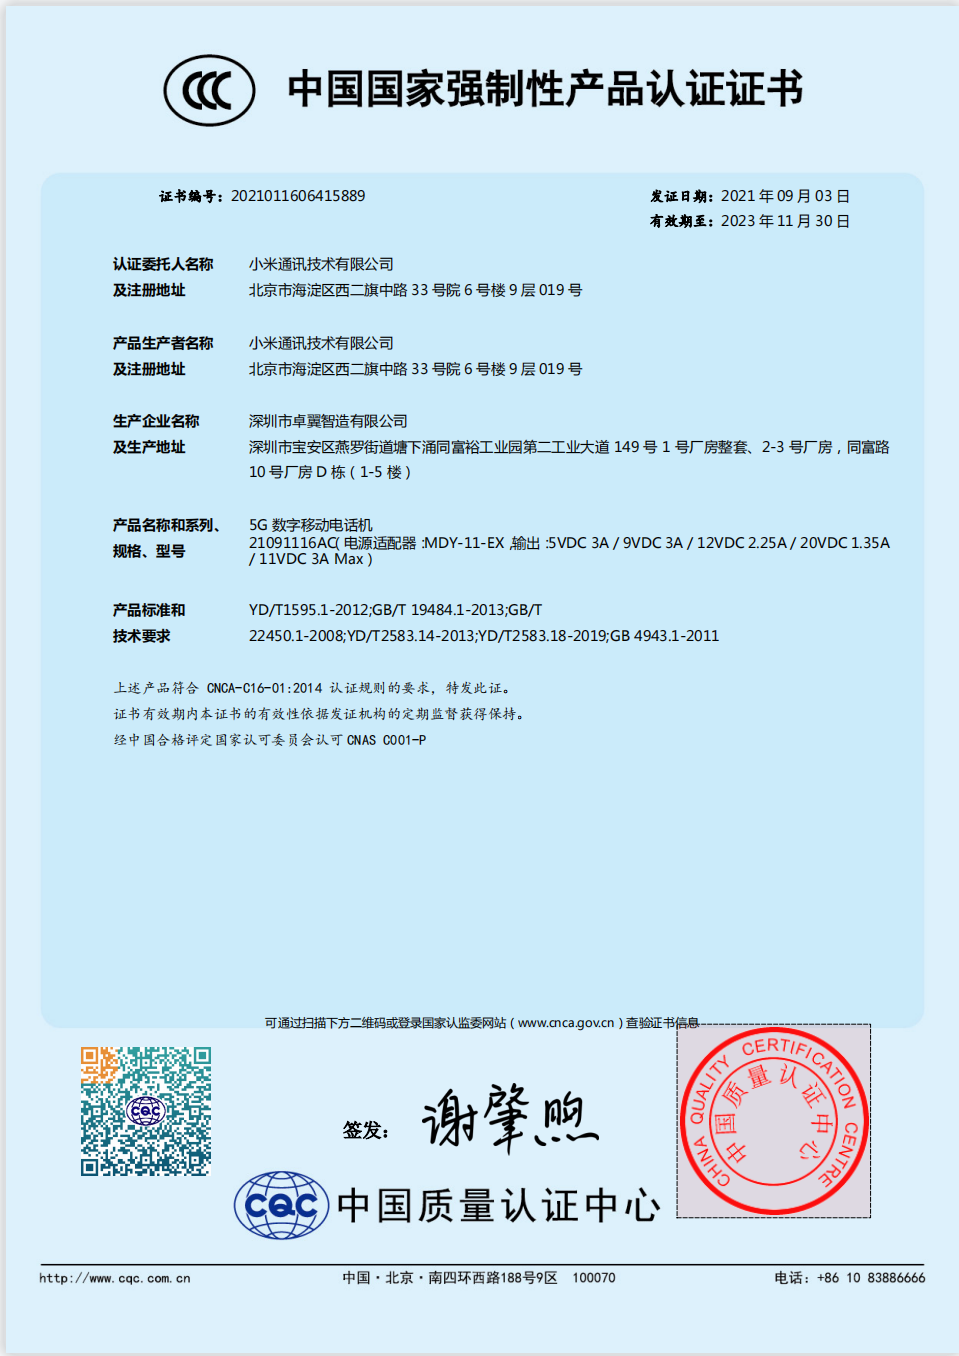 CCC
中国国家强制性产品认证证书
证书编号：2021011606415889
发证日期：2021 年 09 月 03 日
有效期至：2023 年 11 月 30 日
认证委托人名称 小米通讯技术有限公司
及注册地址 北京市海淀区西二旗中路 33 号院 6 号楼 9 层 019 号
产品生产者名称 小米通讯技术有限公司
及注册地址 北京市海淀区西二旗中路 33 号院 6 号楼 9 层 019 号
生产企业名称 深圳市卓翼智造有限公司
及生产地址 深圳市宝安区燕罗街道塘下涌同富裕工业园第二工业大道 149 号 1 号厂房整套、2-3 号厂房，同富路
10 号厂房 D 栋（1-5 楼）
产品名称和系列、 5G 数字移动电话机
规格、型号 21091116AC( 电源适配器 :MDY-11-EX ,输出 :5VDC 3A / 9VDC 3A / 12VDC 2.25A / 20VDC 1.35A
/ 11VDC 3A Max )
产品标准和 YD/T1595.1-2012;GB/T 19484.1-2013;GB/T
技术要求 22450.1-2008;YD/T2583.14-2013;YD/T2583.18-2019;GB 4943.1-2011
上述产品符合 CNCA-C16-01:2014 认证规则的要求，特发此证。
证书有效期内本证书的有效性依据发证机构的定期监督获得保持。
经中国合格评定国家认可委员会认可 CNAS C001-P
可通过扫描下方二维码或登录国家认监委网站（www.cnca.gov.cn）查验证书信息
CQC
签发：
谢肇煦
CQC 中国质量认证中心
CHINA QUALITY CERTIFICATION CENTRE
中国质量认证中心
http://www.cqc.com.cn
中国·北京·南四环西路188号9区 100070
电话：+86 10 83886666